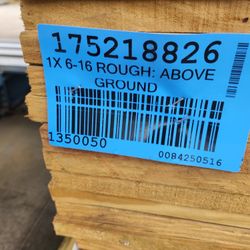 175218826
1X 6-16 ROUGH; ABOVE
GROUND
1350050
0084250516